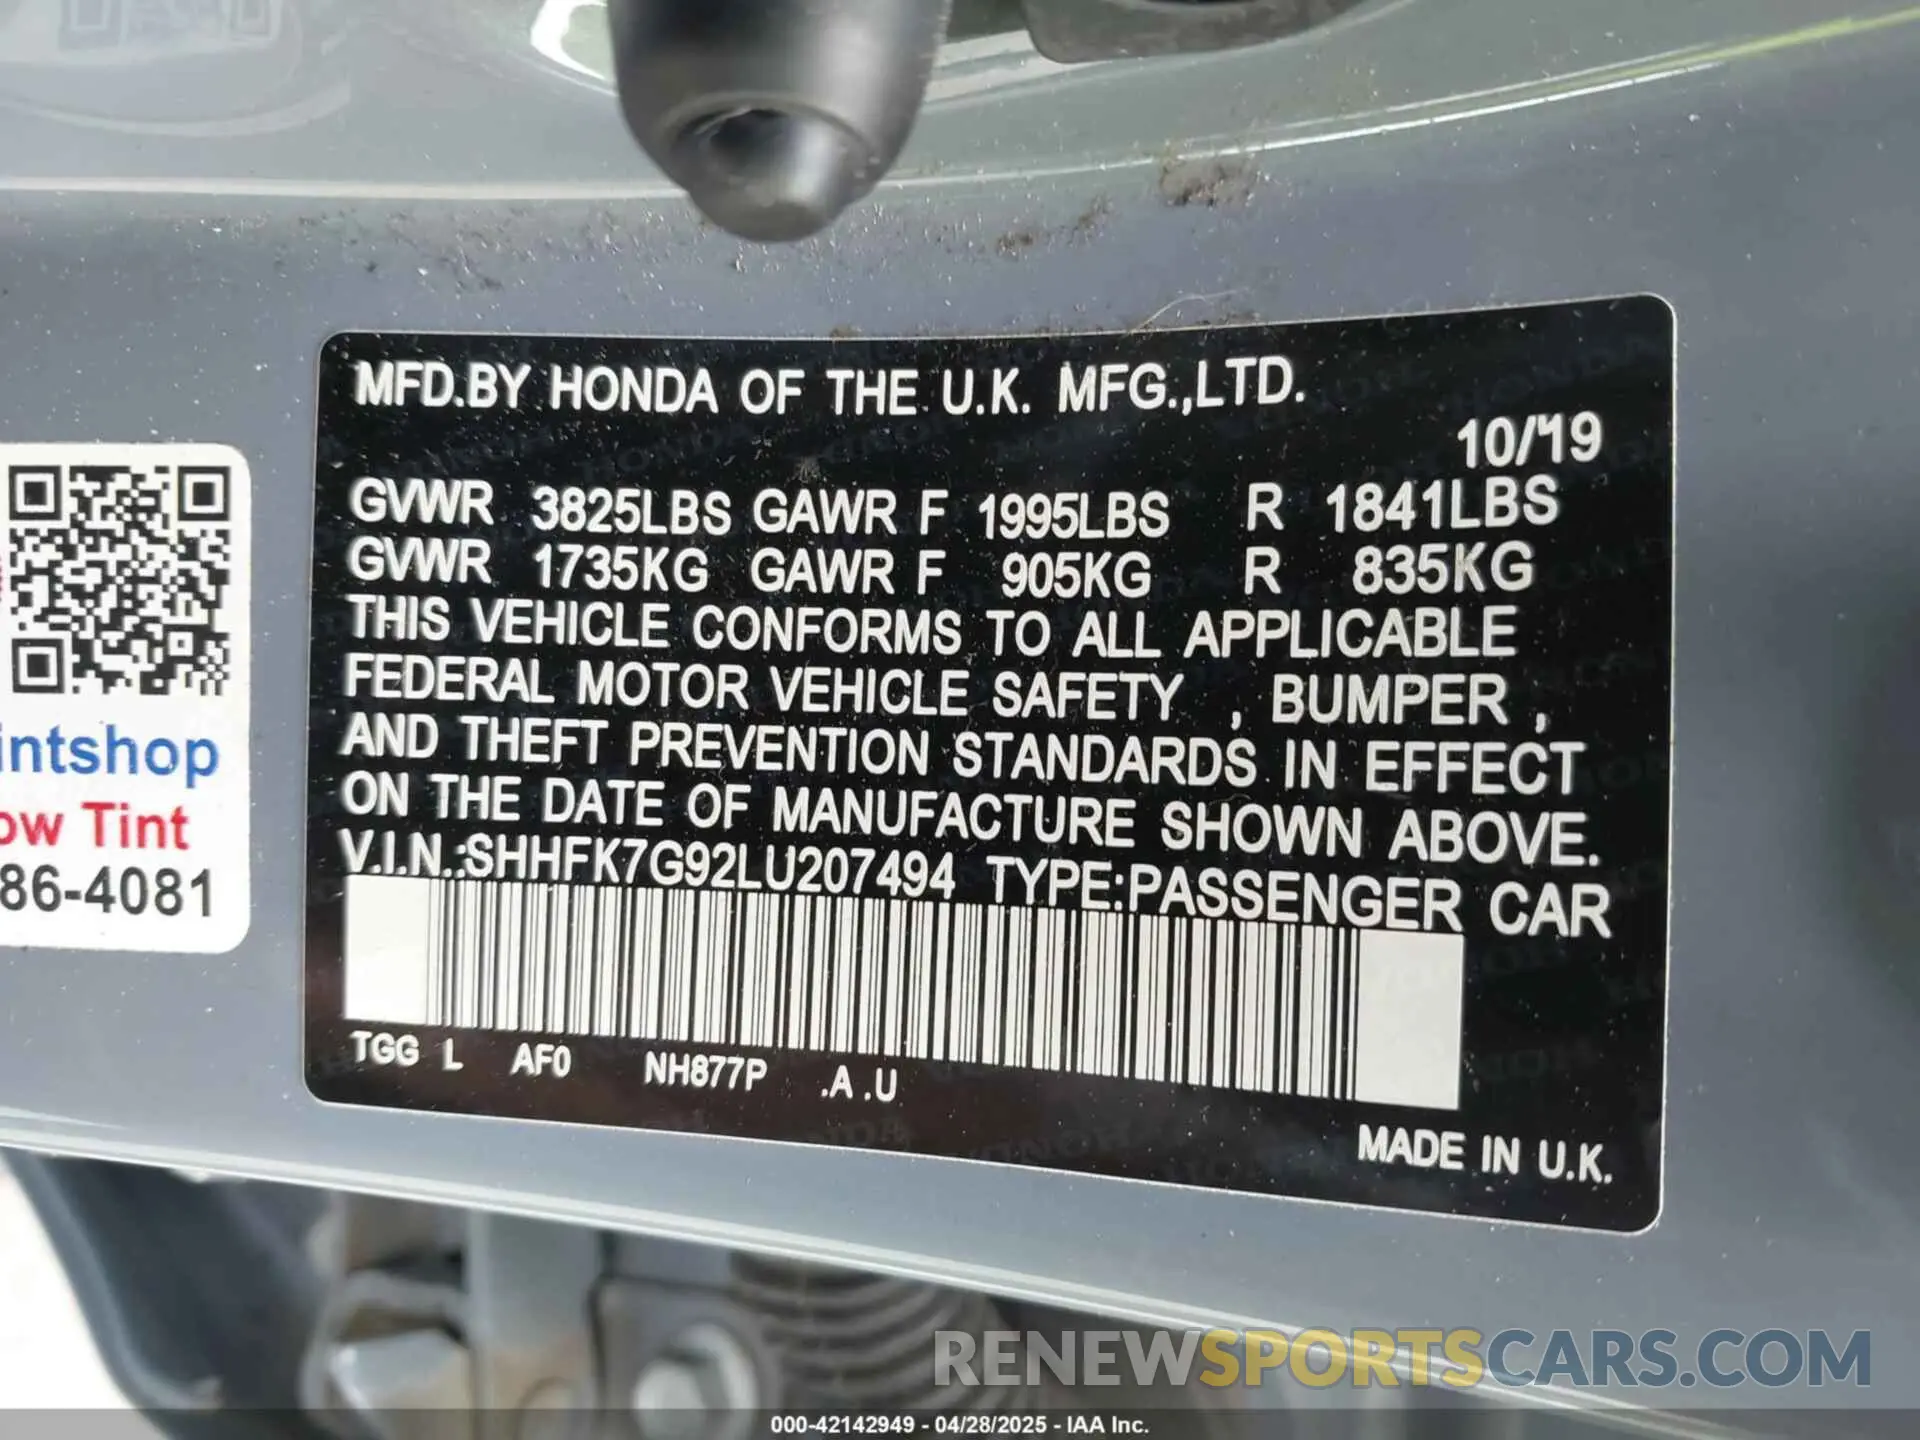 MFD.BY HONDA OF THE U.K. MFG.,LTD.
10/19
GVWR 3825LBS GAWR F 1995LBS R 1841LBS
GVWR 1735KG GAWR F 905KG R 835KG
THIS VEHICLE CONFORMS TO ALL APPLICABLE
FEDERAL MOTOR VEHICLE SAFETY , BUMPER ,
AND THEFT PREVENTION STANDARDS IN EFFECT
ON THE DATE OF MANUFACTURE SHOWN ABOVE.
V.I.N.:SHHFK7G92LU207494 TYPE:PASSENGER CAR
TGG L AF0 NH877P .A .U
MADE IN U.K.
intshop
ow Tint
86-4081
RENEWSPORTSCARS.COM
000-42142949 - 04/28/2025 - IAA Inc.